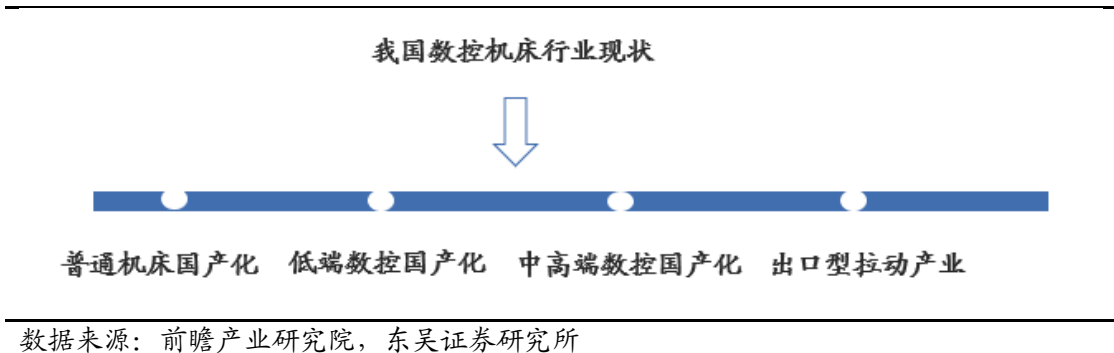 我国数控机床行业现状
普通机床国产化 低端数控国产化 中高端数控国产化 出口型拉动产业
数据来源：前瞻产业研究院，东吴证券研究所